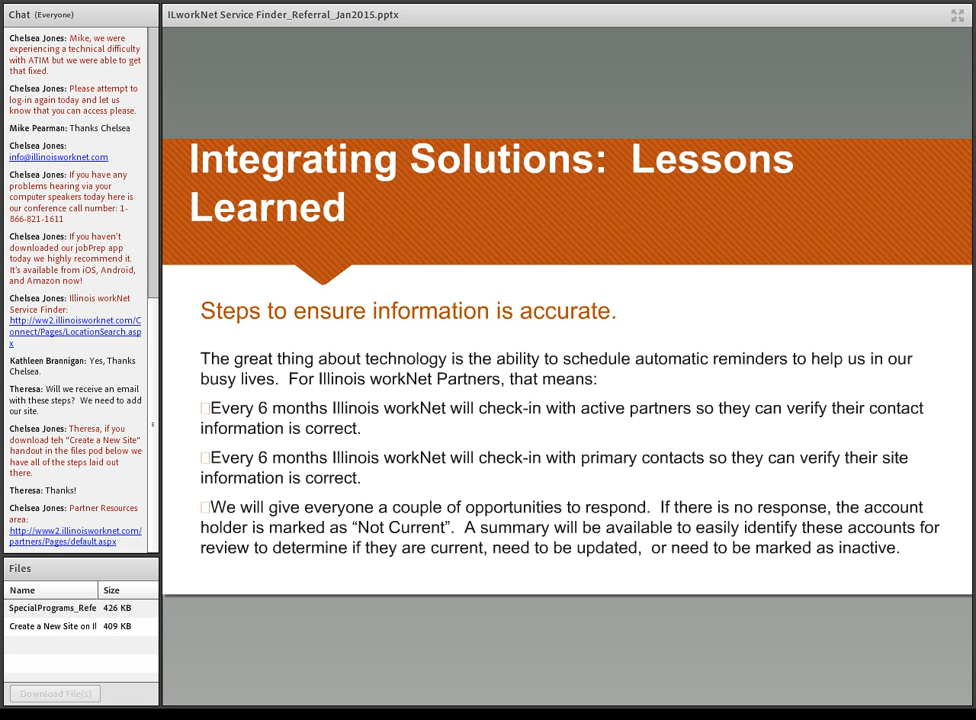 Chat (Everyone)
Chelsea Jones: Mike, we were
experiencing a technical difficulty
with ATIM but we were able to get
that fixed.
Chelsea Jones: Please attempt to
log-in again today and let us
know that you can access please.
Mike Pearman: Thanks Chelsea
Chelsea Jones:
info@illinoisworknet.com
Chelsea Jones: If you have any
problems hearing via your
computer speakers today here is
our conference call number: 1-
866-821-1611
Chelsea Jones: If you haven't
downloaded our jobPrep app
today we highly recommend it.
It's available from iOS, Android,
and Amazon now!
Chelsea Jones: Illinois workNet
Service Finder:
http://ww2.illinoisworknet.com/C
onnect/Pages/LocationSearch.asp
x
Kathleen Brannigan: Yes, Thanks
Chelsea.
Theresa: Will we receive an email
with these steps? We need to add
our site.
Chelsea Jones: Theresa, if you
download teh "Create a New Site"
handout in the files pod below we
have all of the steps laid out
there.
Theresa: Thanks!
Chelsea Jones: Partner Resources
area:
http://www2.illinoisworknet.com/
partners/Pages/default.aspx
Files
Name Size
SpecialPrograms_Refe 426 KB
Create a New Site on Il 409 KB
Download File(s)
ILworkNet Service Finder_Referral_Jan2015.pptx
Integrating Solutions: Lessons
Learned
Steps to ensure information is accurate.
The great thing about technology is the ability to schedule automatic reminders to help us in our
busy lives. For Illinois workNet Partners, that means:
Every 6 months Illinois workNet will check-in with active partners so they can verify their contact
information is correct.
Every 6 months Illinois workNet will check-in with primary contacts so they can verify their site
information is correct.
We will give everyone a couple of opportunities to respond. If there is no response, the account
holder is marked as “Not Current”. A summary will be available to easily identify these accounts for
review to determine if they are current, need to be updated, or need to be marked as inactive.